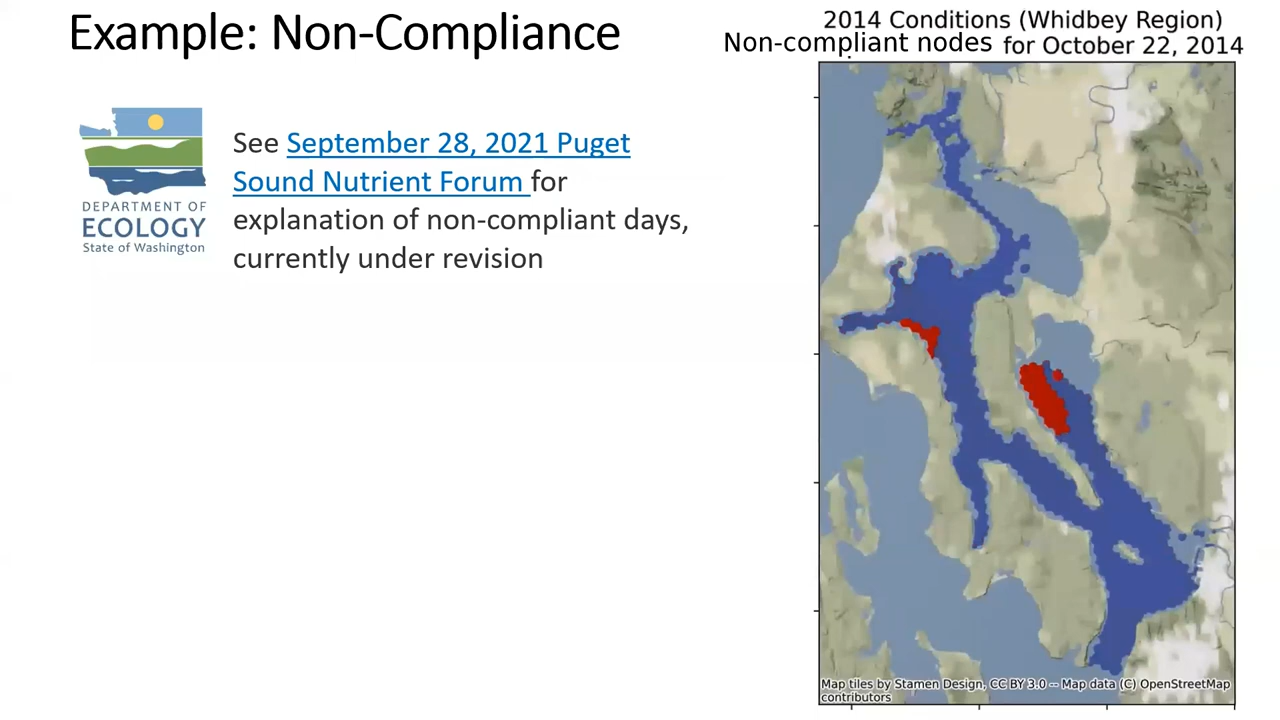 Example: Non-Compliance
DEPARTMENT OF
ECOLOGY
State of Washington
See September 28, 2021 Puget
Sound Nutrient Forum for
explanation of non-compliant days,
currently under revision
2014 Conditions (Whidbey Region)
Non-compliant nodes for October 22, 2014
Map tiles by Stamen Design, CC BY 3.0 -- Map data (C) OpenStreetMap
contributors